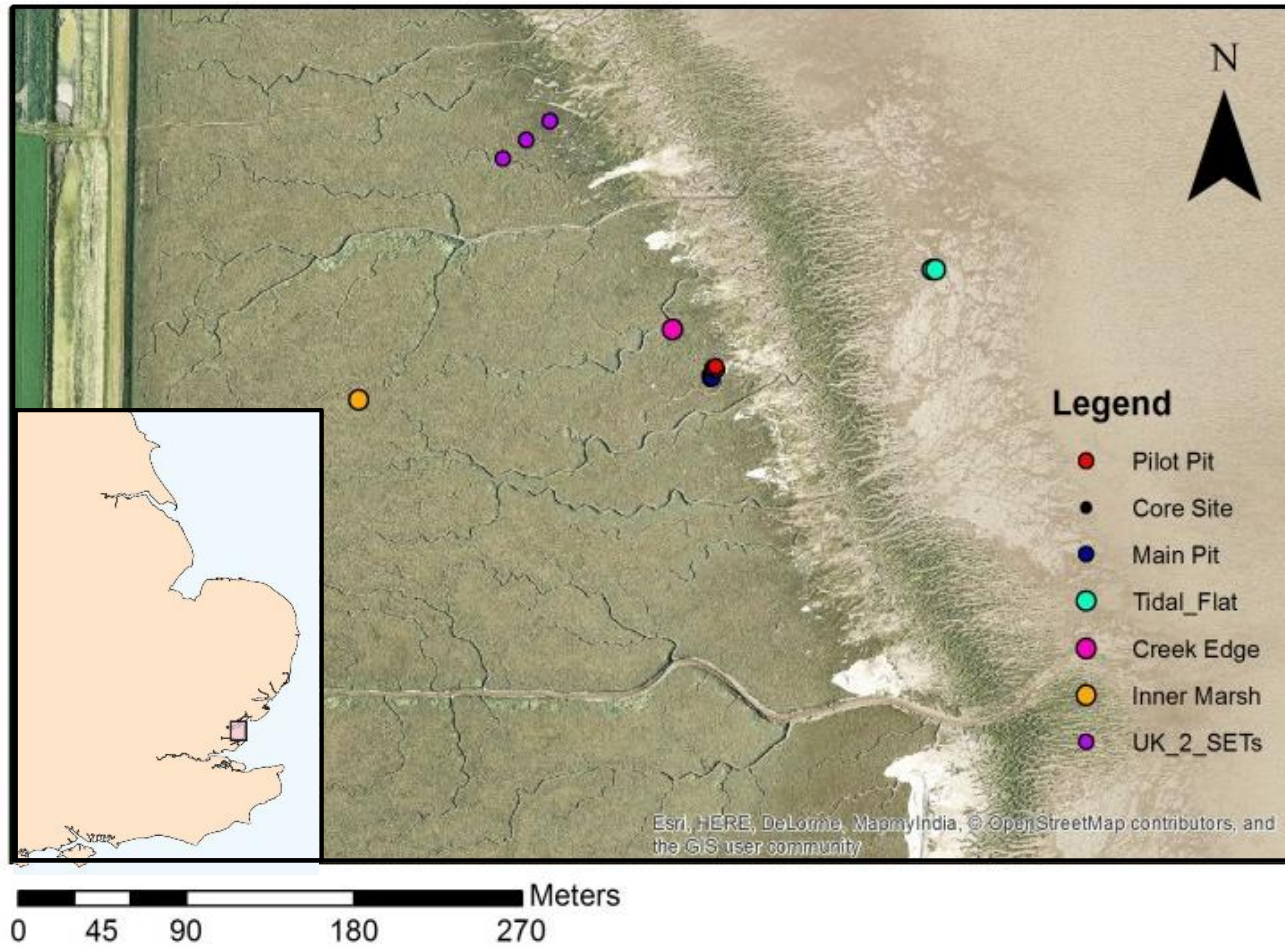 N
Legend
Pilot Pit
Core Site
Main Pit
Tidal_Flat
Creek Edge
Inner Marsh
UK_2_SETs
Esri, HERE, DeLorme, MapmyIndia, © OpenStreetMap contributors, and
the GIS user community
Meters
0 45 90 180 270